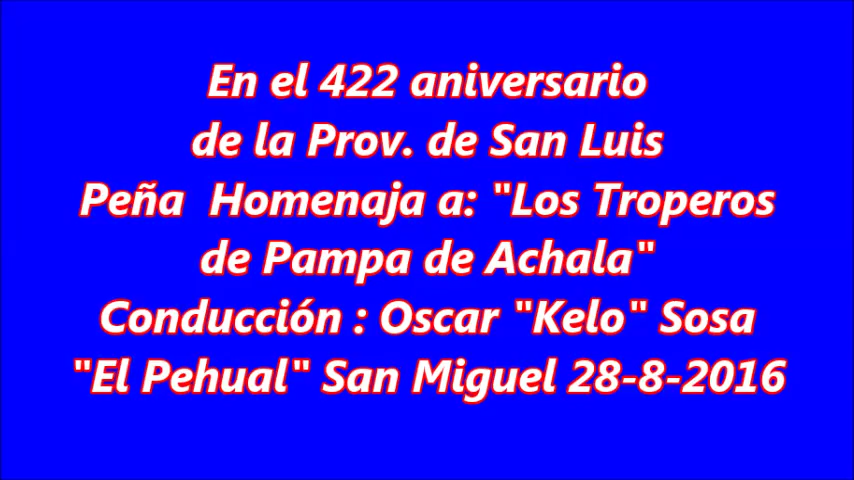 En el 422 aniversario
de la Prov. de San Luis
Peña  Homenaja a: "Los Troperos
de Pampa de Achala"
Conducción : Oscar "Kelo" Sosa
"El Pehual" San Miguel 28-8-2016